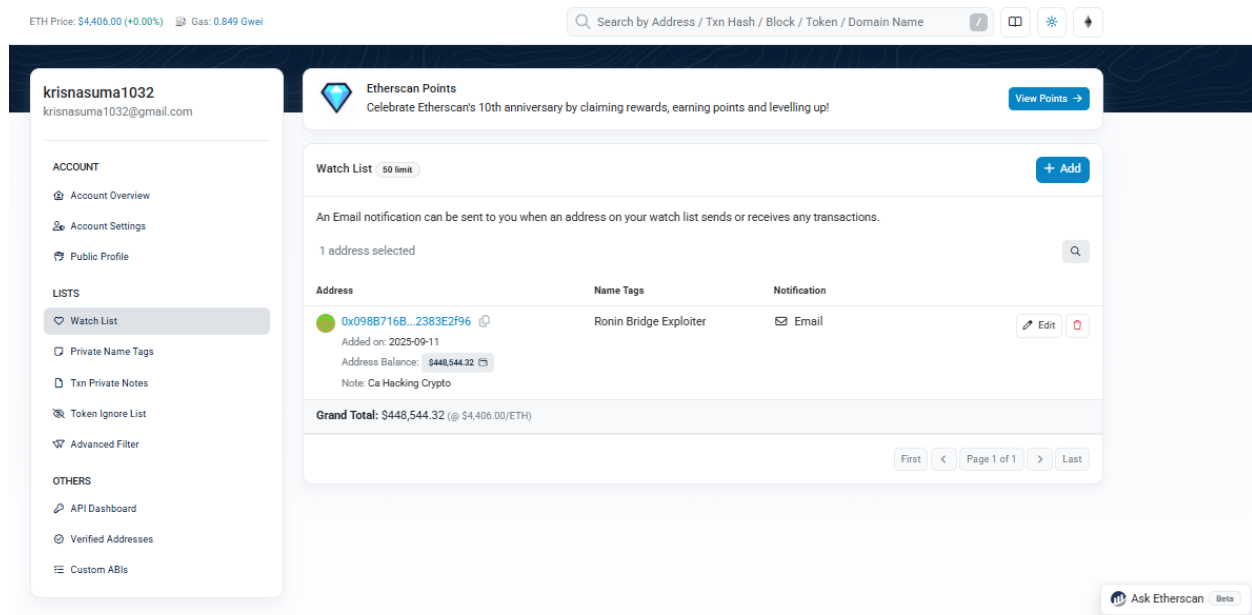 ETH Price: $4,406.00 (+0.00%) Gas: 0.849 Gwei
Search by Address / Txn Hash / Block / Token / Domain Name /
krisnasuma1032
krisnasuma1032@gmail.com
ACCOUNT
Account Overview
Account Settings
Public Profile
LISTS
Watch List
Private Name Tags
Txn Private Notes
Token Ignore List
Advanced Filter
OTHERS
API Dashboard
Verified Addresses
Custom ABIs
Etherscan Points
Celebrate Etherscan's 10th anniversary by claiming rewards, earning points and levelling up!
View Points →
Watch List 50 limit
+ Add
An Email notification can be sent to you when an address on your watch list sends or receives any transactions.
1 address selected
Address Name Tags Notification
0x098B716B...2383E2f96 Ronin Bridge Exploiter Email Edit
Added on: 2025-09-11
Address Balance: $448,544.32
Note: Ca Hacking Crypto
Grand Total: $448,544.32 (@ $4,406.00/ETH)
First < Page 1 of 1 > Last
Ask Etherscan Beta